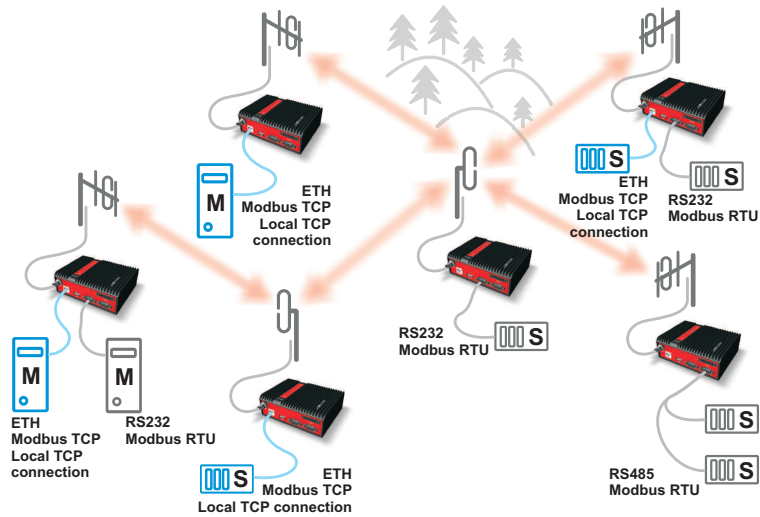 M
ETH
Modbus TCP
Local TCP
connection
S
ETH
Modbus TCP
Local TCP
connection
S
RS232
Modbus RTU
M
ETH
Modbus TCP
Local TCP
connection
M
RS232
Modbus RTU
S
ETH
Modbus TCP
Local TCP connection
RS232
Modbus RTU
S
S
S
RS485
Modbus RTU